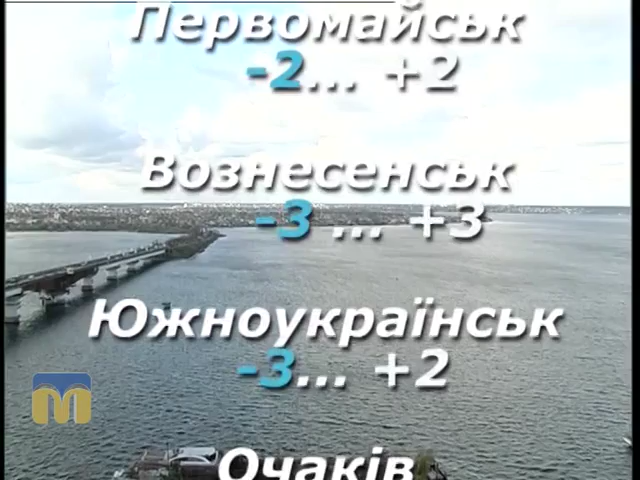 Первомайськ
-2... +2
Вознесенськ
-3 ... +3
Южноукраїнськ
-3... +2
Очаків